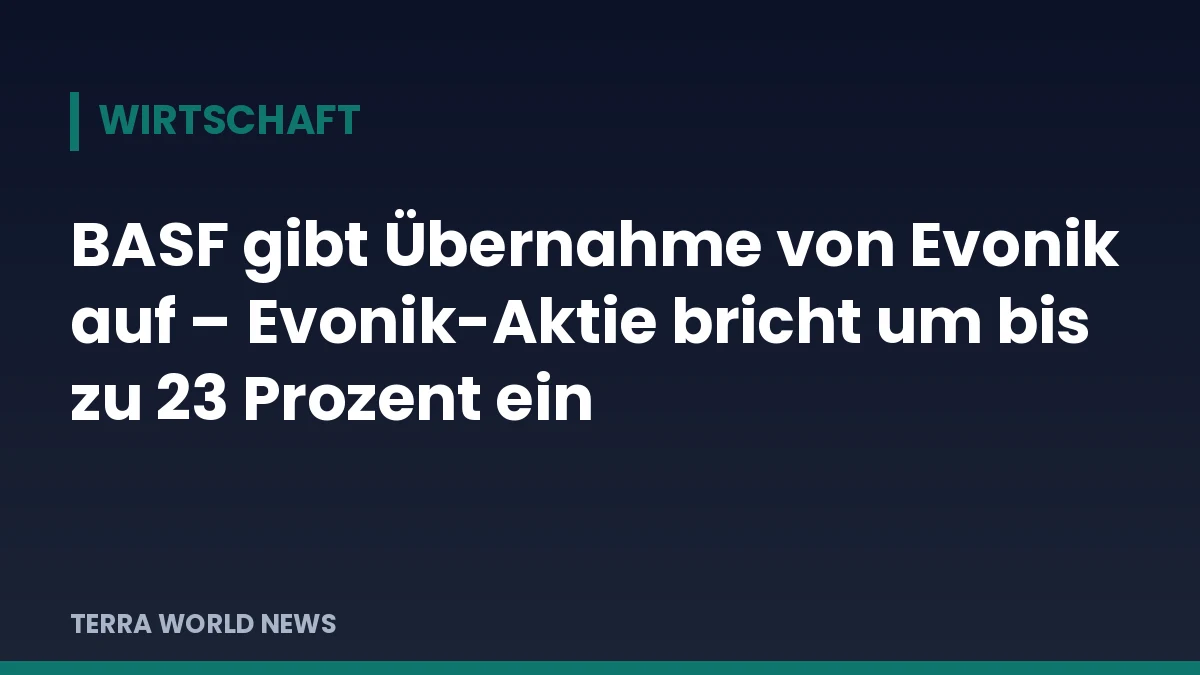 WIRTSCHAFT
BASF gibt Übernahme von Evonik
auf – Evonik-Aktie bricht um bis
zu 23 Prozent ein
TERRA WORLD NEWS